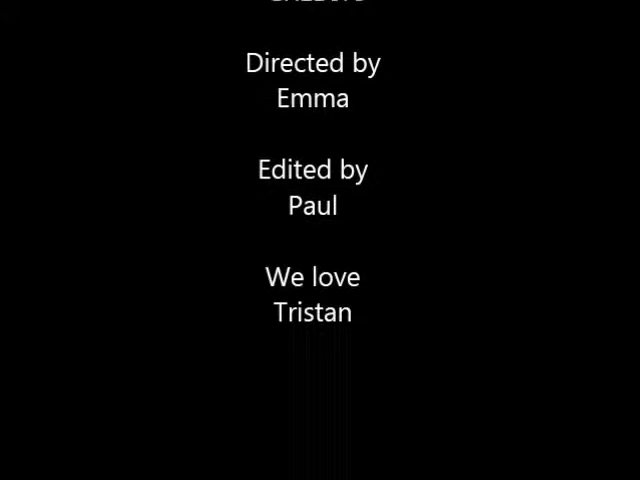 Directed by
Emma
Edited by
Paul
We love
Tristan